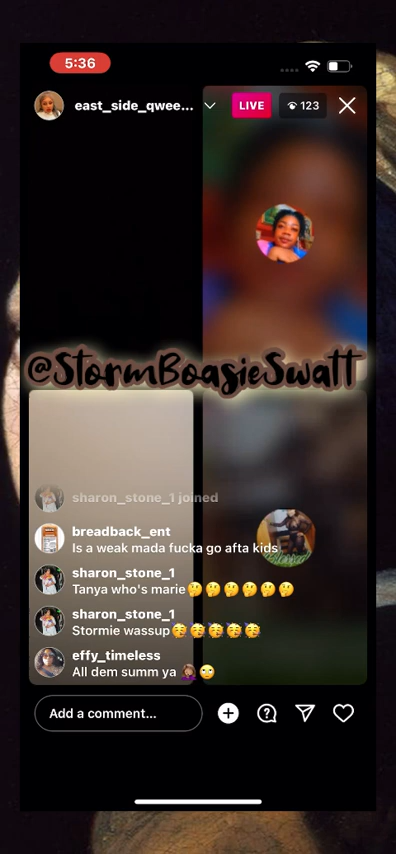 5:36
east_side_qwee...
LIVE
123
@StormBoasieSwatt
sharon_stone_1 joined
breadback_ent
Is a weak mada fucka go afta kids
sharon_stone_1
Tanya who's marie🤔🤔🤔🤔🤔🤔
sharon_stone_1
Stormie wassup🥳🥳🥳🥳🥳
effy_timeless
All dem summ ya 🤦🏽‍♀️🙄
Add a comment...